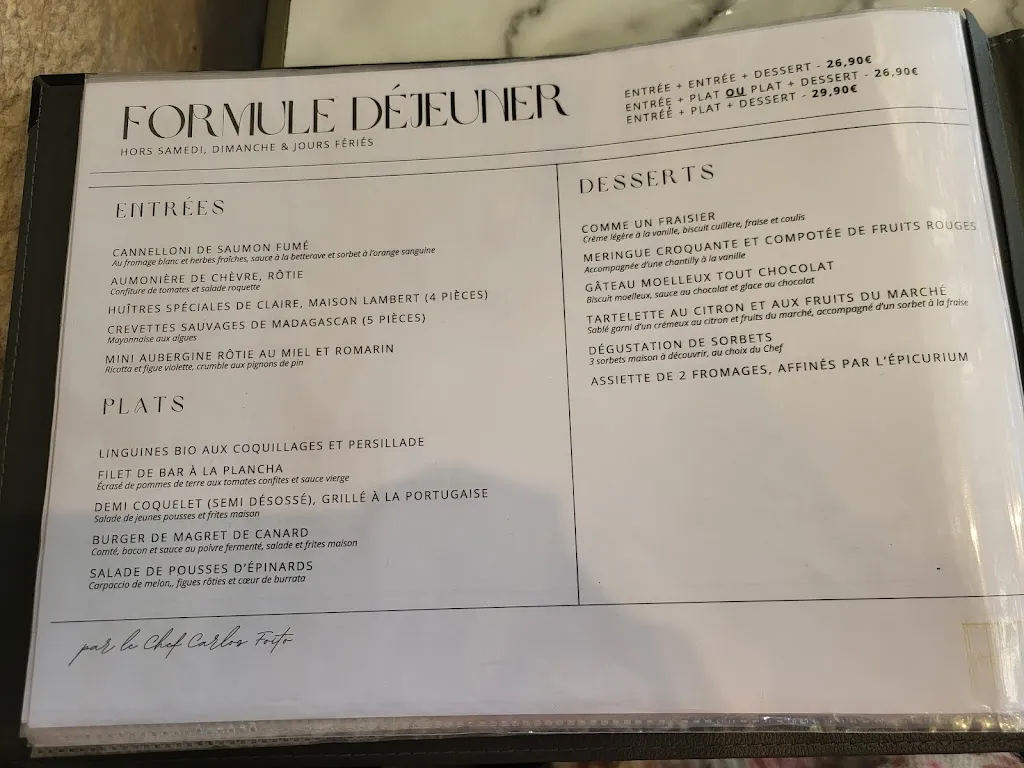 FORMULE DÉJEUNER
HORS SAMEDI, DIMANCHE & JOURS FÉRIÉS
ENTRÉE + ENTRÉE + DESSERT - 26,90€
ENTRÉE + PLAT OU PLAT + DESSERT - 26,90€
ENTRÉE + PLAT + DESSERT - 29,90€
ENTRÉES
CANNELLONI DE SAUMON FUMÉ
Au fromage blanc et herbes fraîches, sauce à la betterave et sorbet à l'orange sanguine
AUMONIÈRE DE CHÈVRE, RÔTIE
Confiture de tomates et salade roquette
HUÎTRES SPÉCIALES DE CLAIRE, MAISON LAMBERT (4 PIÈCES)
CREVETTES SAUVAGES DE MADAGASCAR (5 PIÈCES)
Mayonnaise aux algues
MINI AUBERGINE RÔTIE AU MIEL ET ROMARIN
Ricotta et figue violette, crumble aux pignons de pin
PLATS
LINGUINES BIO AUX COQUILLAGES ET PERSILLADE
FILET DE BAR À LA PLANCHA
Écrasé de pommes de terre aux tomates confites et sauce vierge
DEMI COQUELET (SEMI DÉSOSSÉ), GRILLÉ À LA PORTUGAISE
Salade de jeunes pousses et frites maison
BURGER DE MAGRET DE CANARD
Comté, bacon et sauce au poivre fermenté, salade et frites maison
SALADE DE POUSSES D'ÉPINARDS
Carpaccio de melon,, figues rôties et cœur de burrata
DESSERTS
COMME UN FRAISIER
Crème légère à la vanille, biscuit cuillère, fraise et coulis
MERINGUE CROQUANTE ET COMPOTÉE DE FRUITS ROUGES
Accompagnée d'une chantilly à la vanille
GÂTEAU MOELLEUX TOUT CHOCOLAT
Biscuit moelleux, sauce au chocolat et glace au chocolat
TARTELETTE AU CITRON ET AUX FRUITS DU MARCHÉ
Sablé garni d'un crémeux au citron et fruits du marché, accompagné d'un sorbet à la fraise
DÉGUSTATION DE SORBETS
3 sorbets maison à découvrir, au choix du Chef
ASSIETTE DE 2 FROMAGES, AFFINÉS PAR L'ÉPICURIUM
par le Chef Carlos Foito